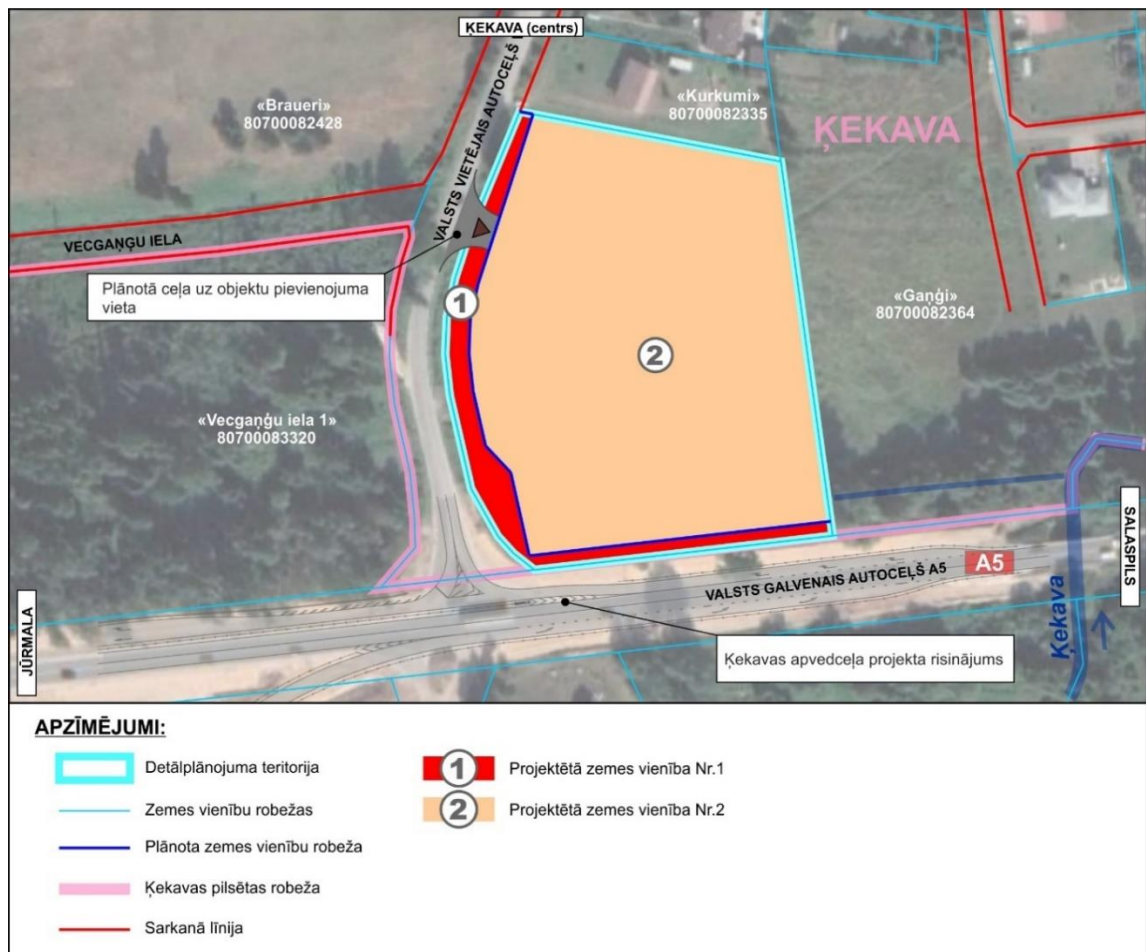 ĶEKAVA (centrs)
VALSTS VIETĒJAIS AUTOCEĻŠ
«Braueri»
80700082428
«Kurkumi»
80700082335
ĶEKAVA
VECGAŅĢU IELA
Plānotā ceļa uz objektu pievienojuma
vieta
1
2
«Gaņģi»
80700082364
«Vecgaņģu iela 1»
80700083320
SALASPILS
A5
VALSTS GALVENAIS AUTOCEĻŠ A5
JŪRMALA
Ķekava
Ķekavas apvedceļa projekta risinājums
APZĪMĒJUMI:
Detālplānojuma teritorija
Zemes vienību robežas
Plānota zemes vienību robeža
Ķekavas pilsētas robeža
Sarkanā līnija
1 Projektētā zemes vienība Nr.1
2 Projektētā zemes vienība Nr.2